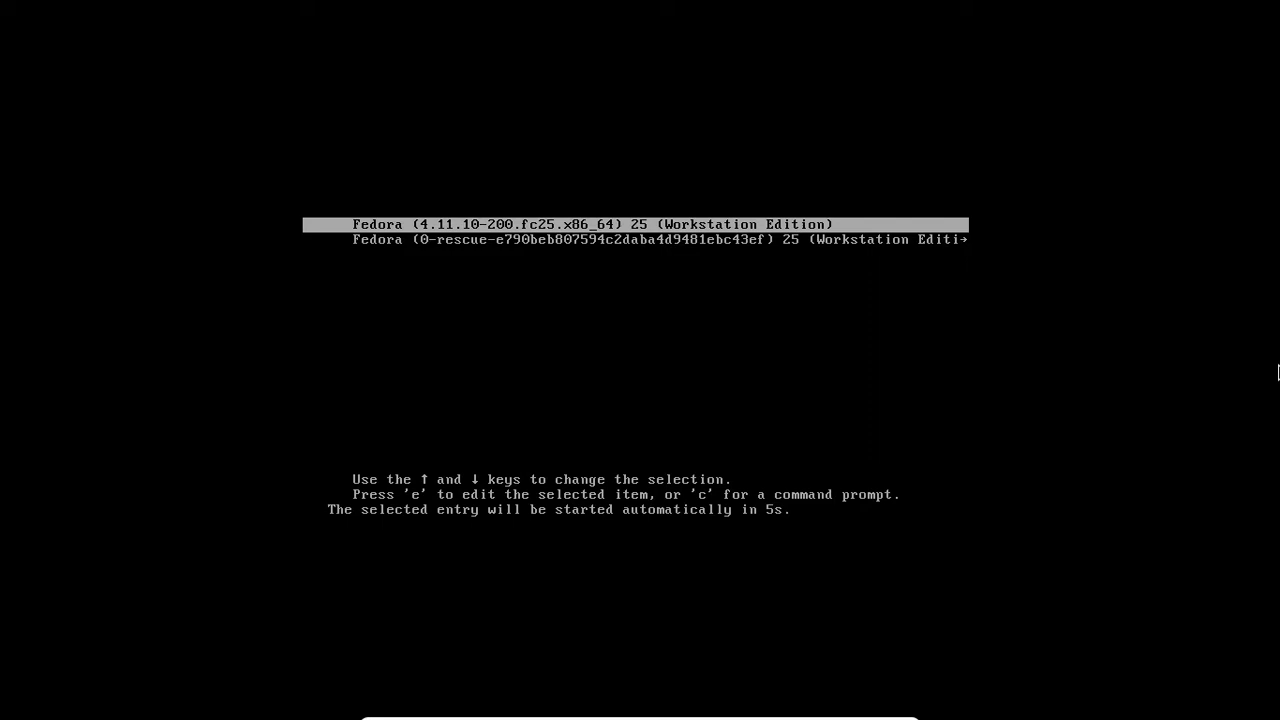 Fedora (4.11.10-200.fc25.x86_64) 25 (Workstation Edition)
Fedora (0-rescue-e790beb807594c2daba4d9481ebc43ef) 25 (Workstation Editi→
Use the ↑ and ↓ keys to change the selection.
Press 'e' to edit the selected item, or 'c' for a command prompt.
The selected entry will be started automatically in 5s.